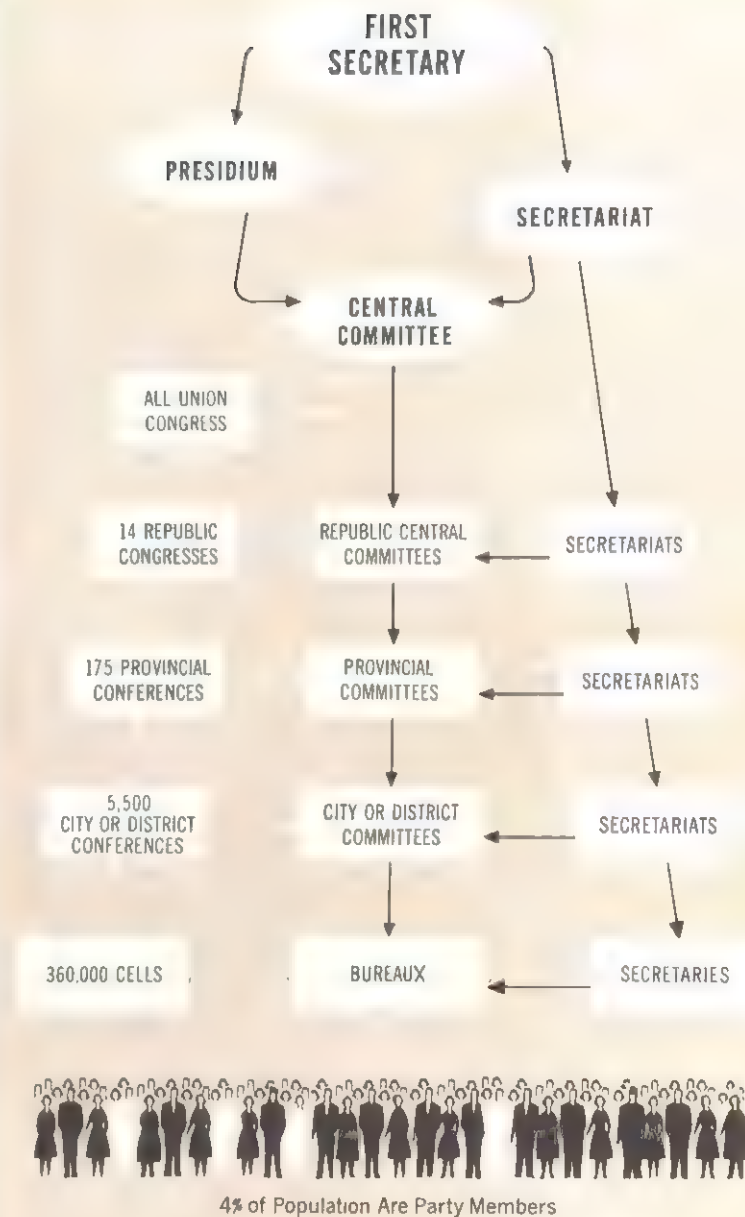 FIRST
SECRETARY
PRESIDIUM
SECRETARIAT
CENTRAL
COMMITTEE
ALL UNION
CONGRESS
14 REPUBLIC
CONGRESSES
REPUBLIC CENTRAL
COMMITTEES
SECRETARIATS
175 PROVINCIAL
CONFERENCES
PROVINCIAL
COMMITTEES
SECRETARIATS
5,500
CITY OR DISTRICT
CONFERENCES
CITY OR DISTRICT
COMMITTEES
SECRETARIATS
360,000 CELLS
BUREAUX
SECRETARIES
4% of Population Are Party Members